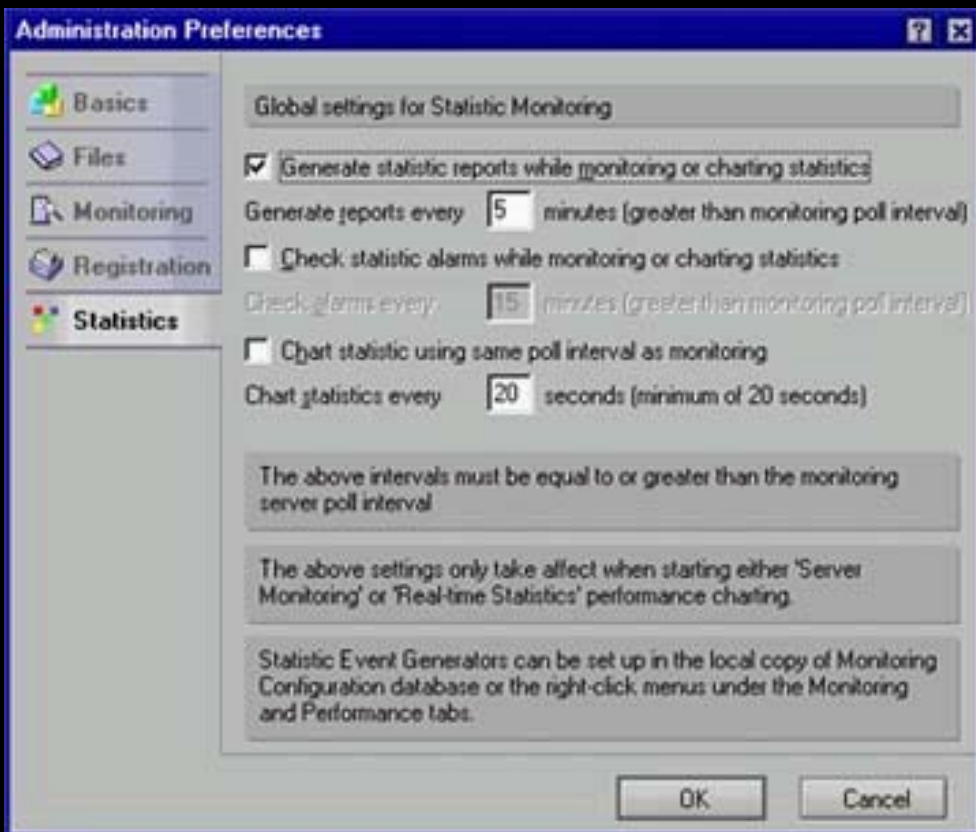 Administration Preferences
Basics
Files
Monitoring
Registration
Statistics
Global settings for Statistic Monitoring
Generate statistic reports while monitoring or charting statistics
Generate reports every 5 minutes (greater than monitoring poll interval)
Check statistic alarms while monitoring or charting statistics
Check alarms every: 15 minutes (greater than monitoring poll interval)
Chart statistic using same poll interval as monitoring
Chart statistics every 20 seconds (minimum of 20 seconds)
The above intervals must be equal to or greater than the monitoring
server poll interval
The above settings only take affect when starting either 'Server
Monitoring' or 'Real-time Statistics' performance charting.
Statistic Event Generators can be set up in the local copy of Monitoring
Configuration database or the right-click menus under the Monitoring
and Performance tabs.
OK
Cancel